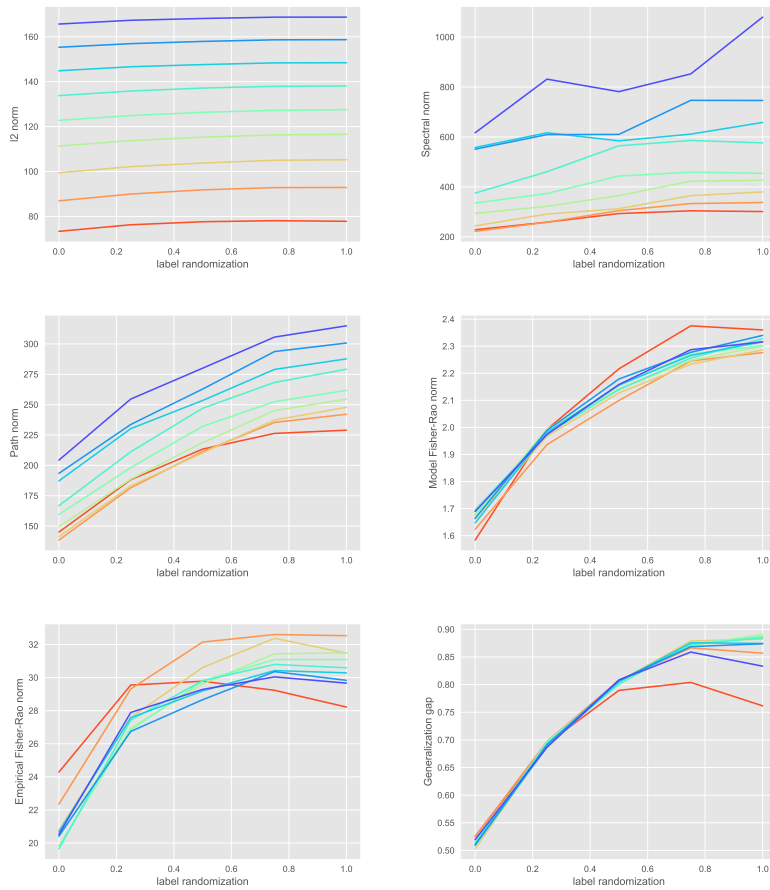 160
140
120
100
80
l2 norm
0.0 0.2 0.4 0.6 0.8 1.0
label randomization
1000
800
600
400
200
Spectral norm
0.0 0.2 0.4 0.6 0.8 1.0
label randomization
300
275
250
225
200
175
150
Path norm
0.0 0.2 0.4 0.6 0.8 1.0
label randomization
2.4
2.3
2.2
2.1
2.0
1.9
1.8
1.7
1.6
Model Fisher-Rao norm
0.0 0.2 0.4 0.6 0.8 1.0
label randomization
32
30
28
26
24
22
20
Empirical Fisher-Rao norm
0.0 0.2 0.4 0.6 0.8 1.0
label randomization
0.90
0.85
0.80
0.75
0.70
0.65
0.60
0.55
0.50
Generalization gap
0.0 0.2 0.4 0.6 0.8 1.0
label randomization